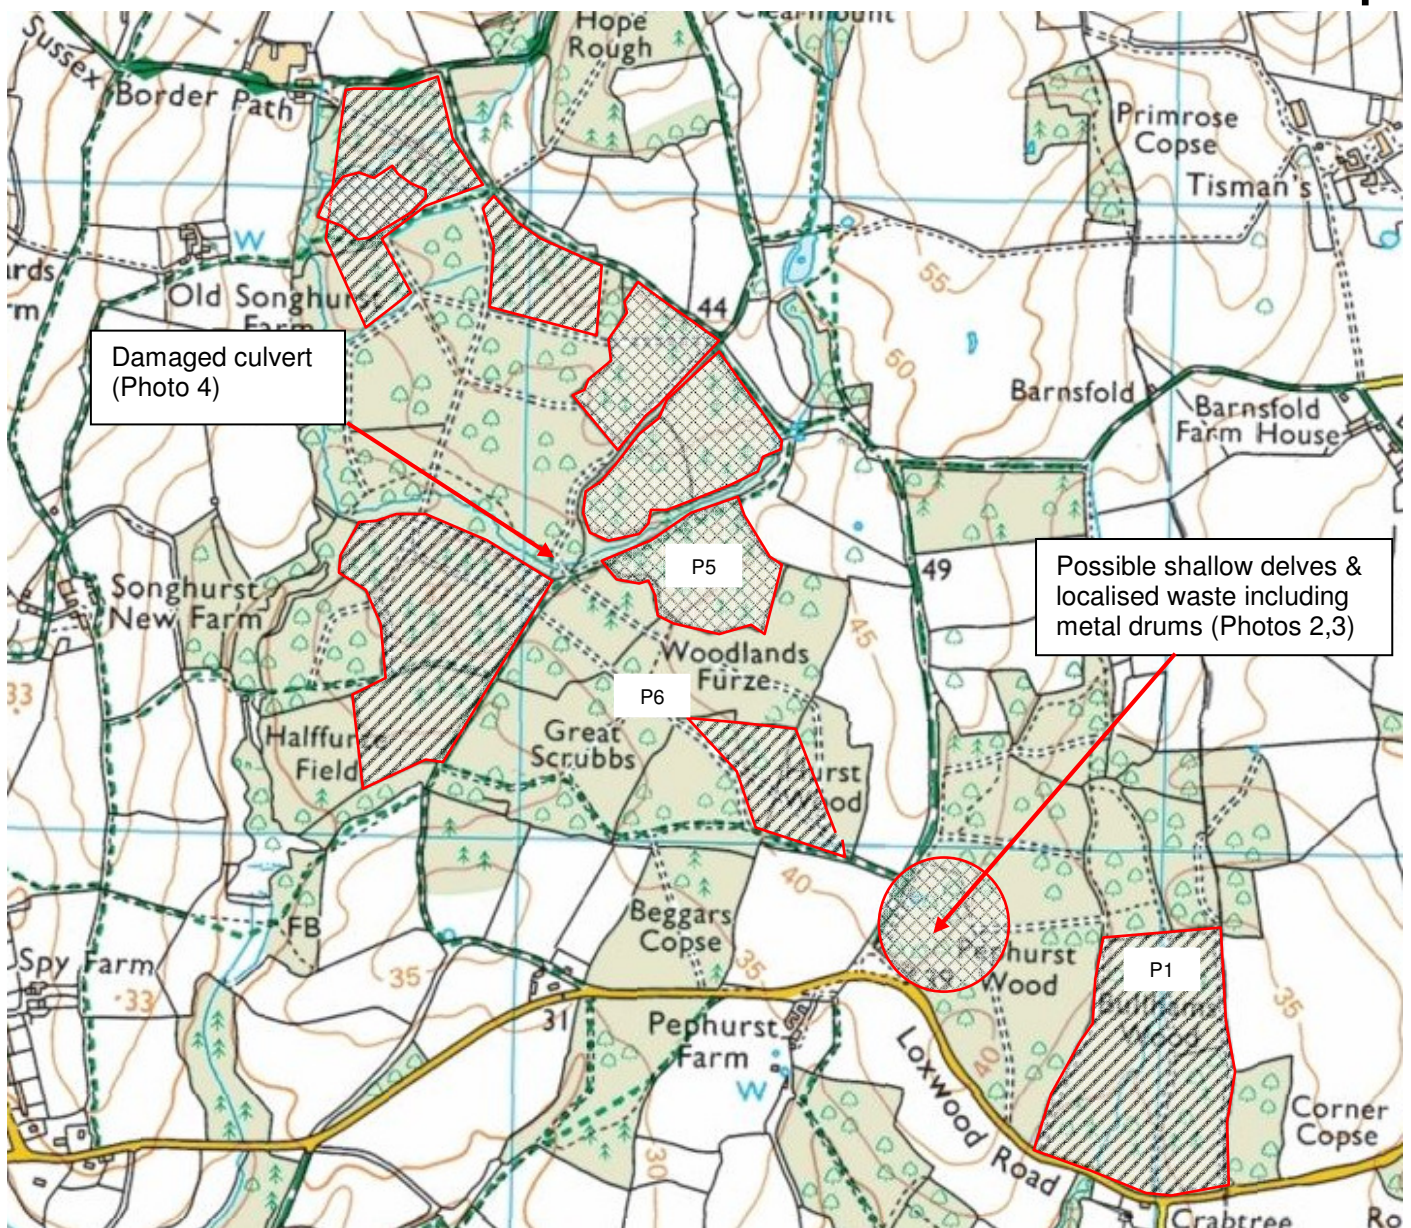 Hope
Rough
Clearmount
Sussex
Border Path
Primrose
Copse
Tisman's
W
55
Old Songhurst
Farm
44
50
Damaged culvert
(Photo 4)
Barnsfold
Barnsfold
Farm House
49
Possible shallow delves &
localised waste including
metal drums (Photos 2,3)
P5
Songhurst
New Farm
45
Woodlands
Furze
33
P6
Great
Scrubbs
Field
40
Beggars
Copse
FB
Spy Farm
33
35
35
Wood
P1
35
31
Pephurst
Farm
W
40
Loxwood Road
Corner
Copse
30
Crabtree